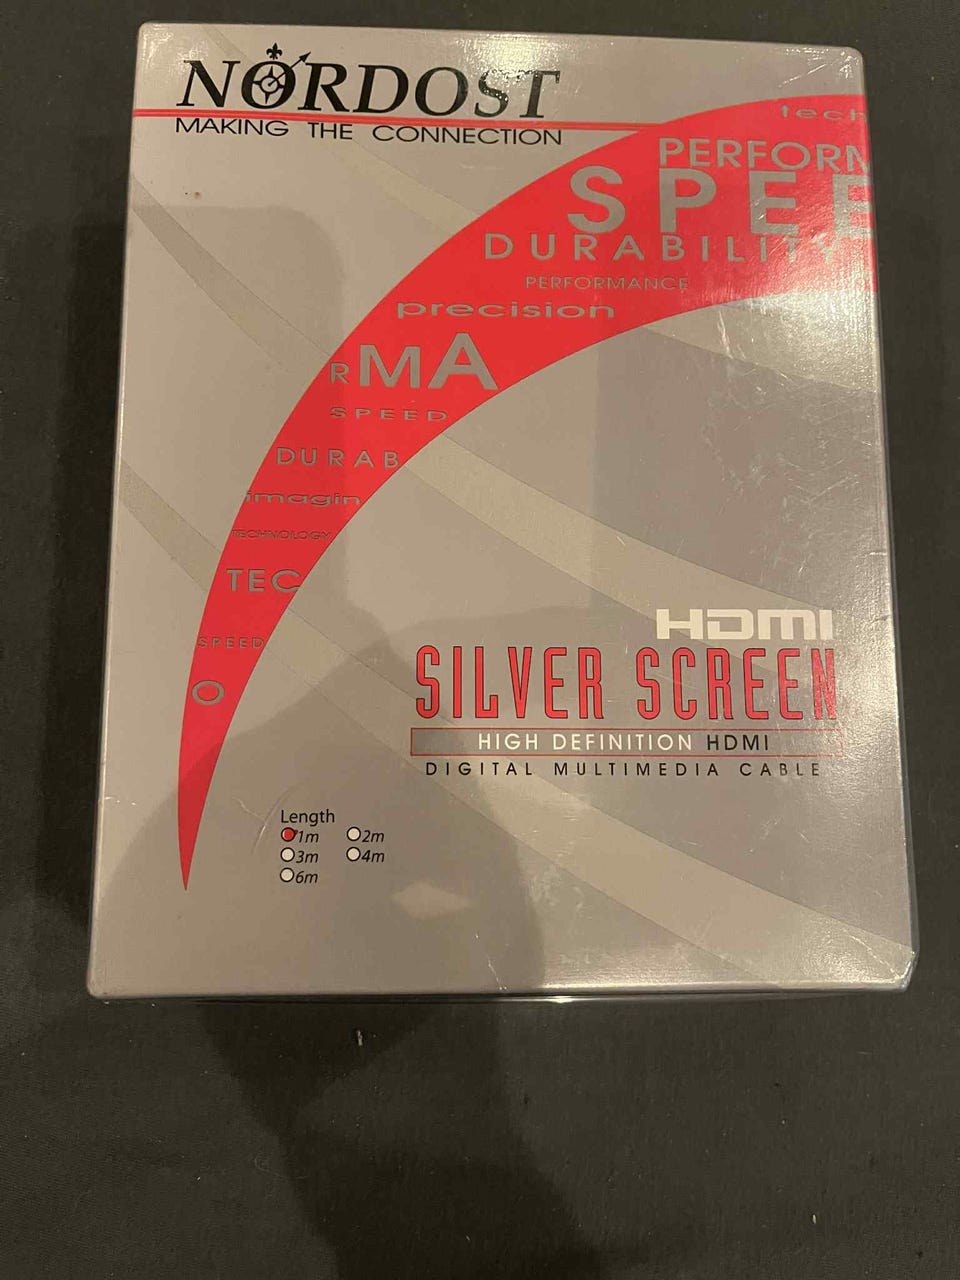 NORDOST
MAKING THE CONNECTION
tech
PERFORM
SPEE
DURABILITY
PERFORMANCE
precision
RMA
SPEED
DURAB
imagin
TECHNOLOGY
TEC
SPEED
O
HDMI
SILVER SCREEN
HIGH DEFINITION HDMI
DIGITAL MULTIMEDIA CABLE
Length
1m 2m
3m 4m
6m